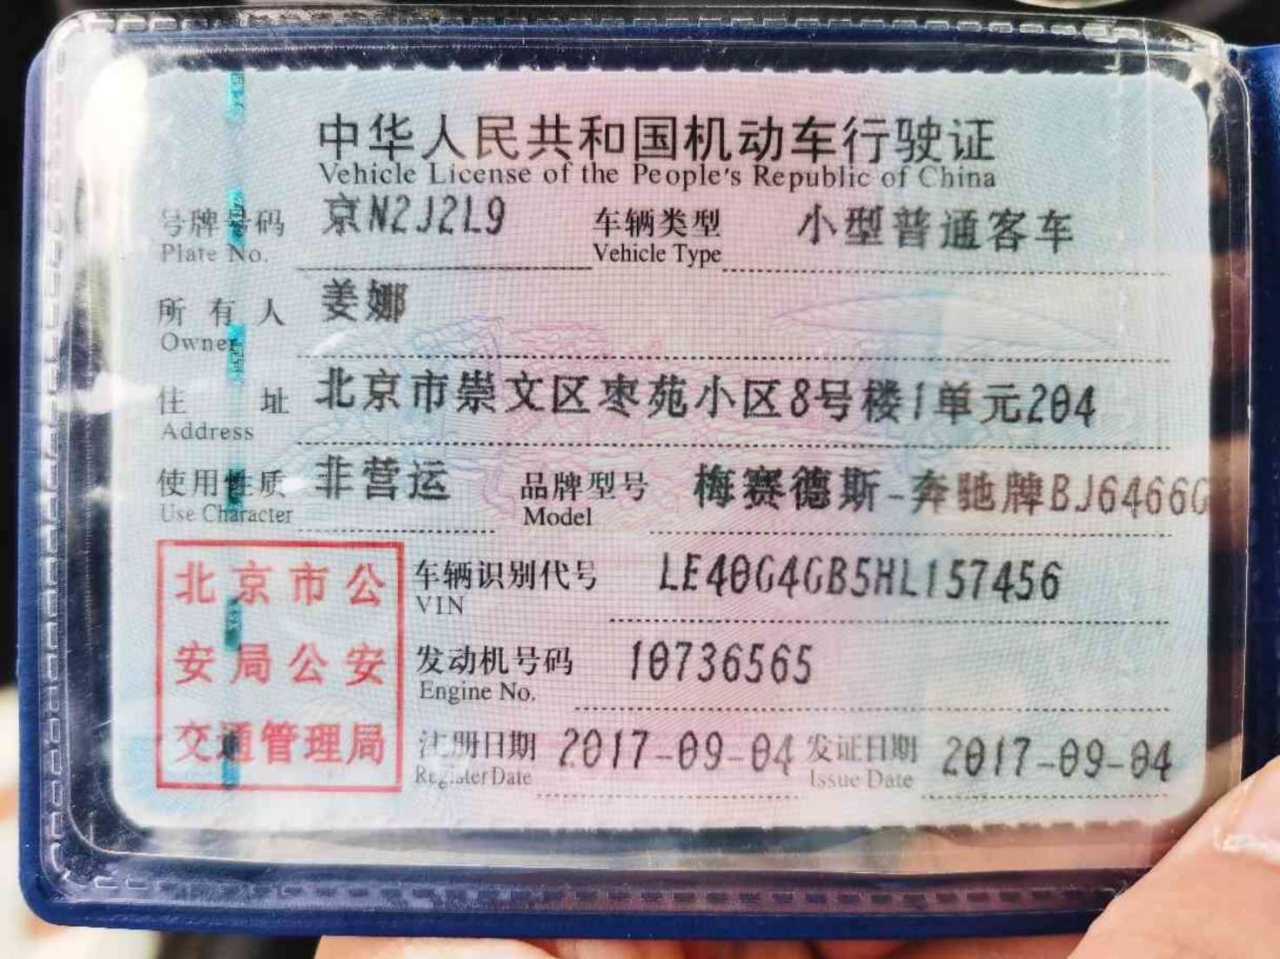 中华人民共和国机动车行驶证
Vehicle License of the People's Republic of China
号牌号码 京N2J2L9 车辆类型 小型普通客车
Plate No. Vehicle Type
所有人 姜娜
Owner
住址 北京市崇文区枣苑小区8号楼1单元204
Address
使用性质 非营运 品牌型号 梅赛德斯-奔驰牌BJ6466G
Use Character Model
北京市公
安局公安
交通管理局
车辆识别代号 LE40G4GB5HL157456
VIN
发动机号码 10736565
Engine No.
注册日期 2017-09-04 发证日期 2017-09-04
Register Date Issue Date